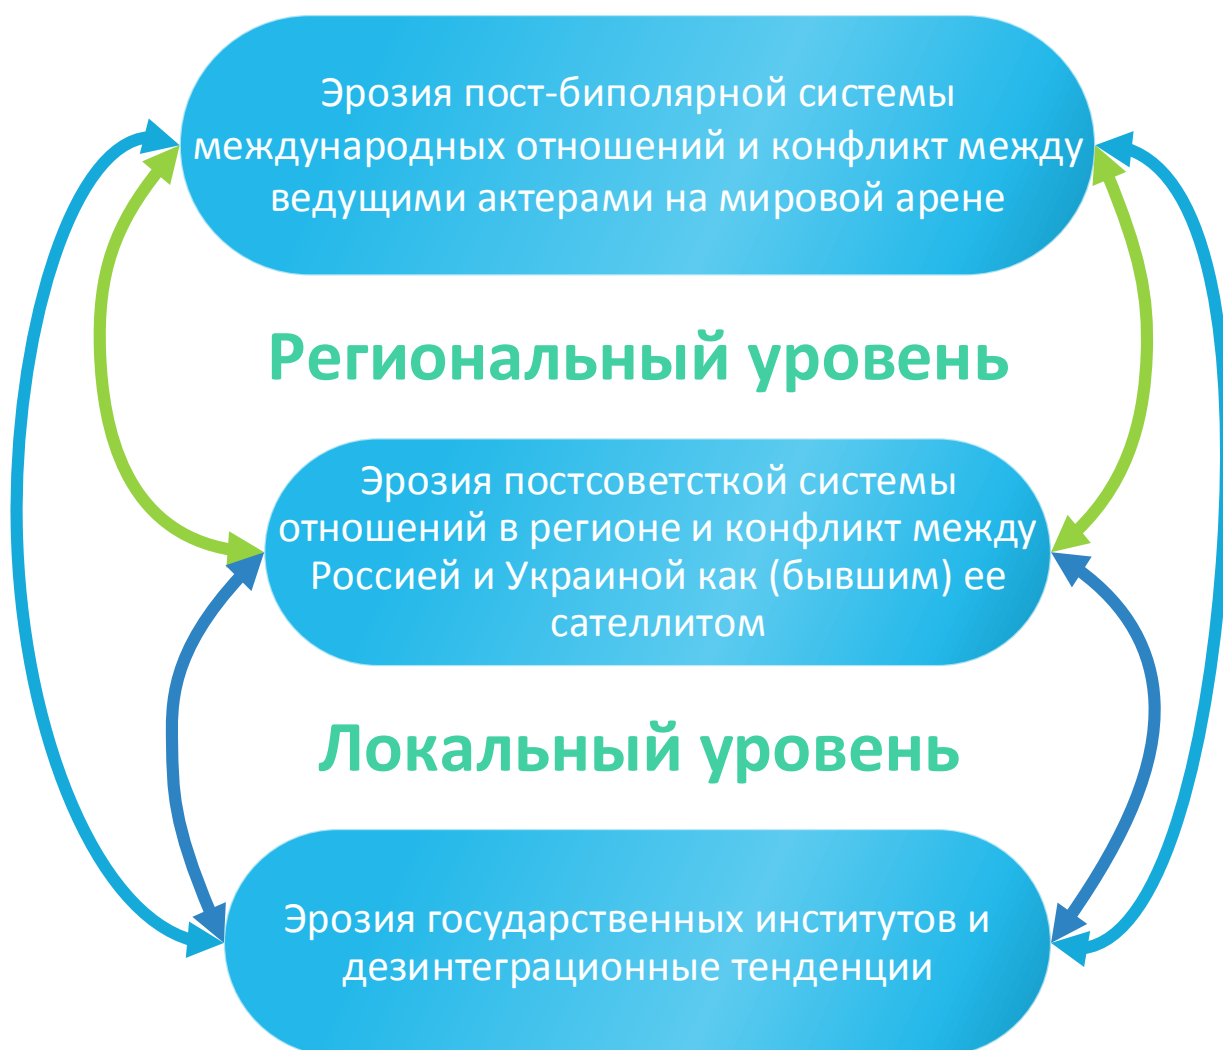 Эрозия пост-биполярной системы
международных отношений и конфликт между
ведущими актерами на мировой арене
Региональный уровень
Эрозия постсоветсткой системы
отношений в регионе и конфликт между
Россией и Украиной как (бывшим) ее
сателлитом
Локальный уровень
Эрозия государственных институтов и
дезинтеграционные тенденции